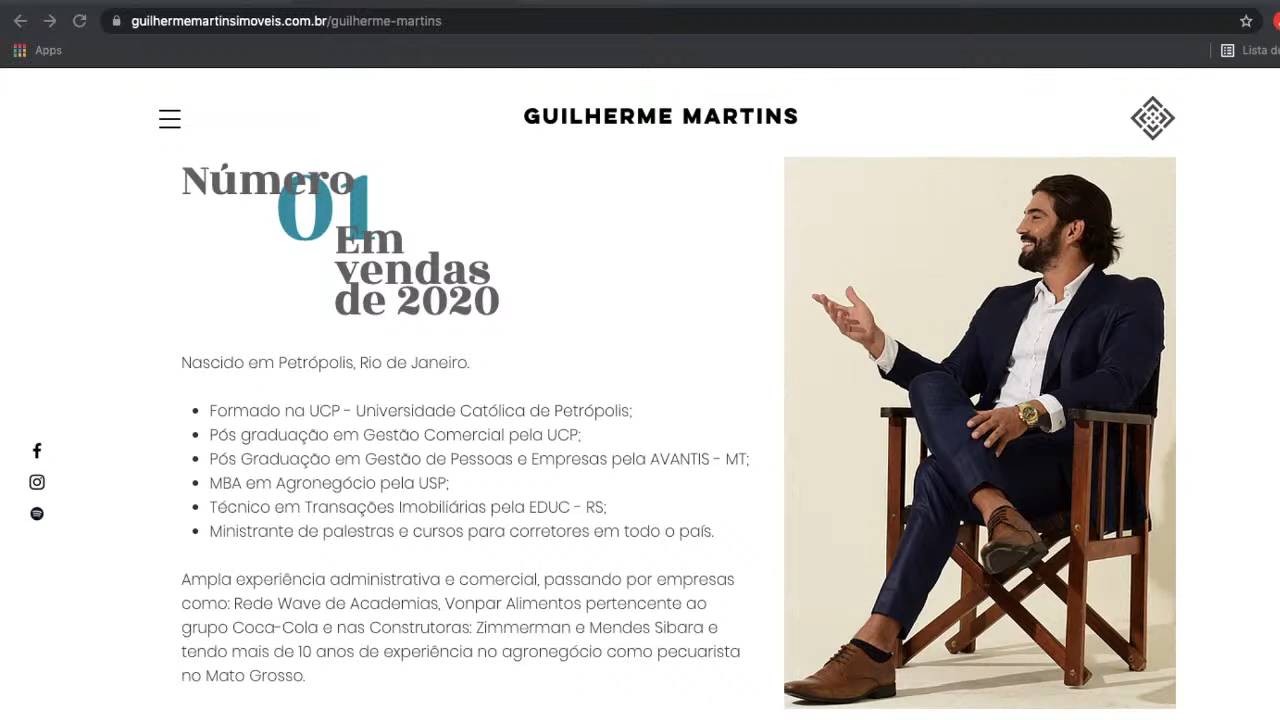 guilhermemartinsimoveis.com.br/guilherme-martins
Apps
Lista de
GUILHERME MARTINS
Número
01
Em
vendas
de 2020
Nascido em Petrópolis, Rio de Janeiro.
• Formado na UCP - Universidade Católica de Petrópolis;
• Pós graduação em Gestão Comercial pela UCP;
• Pós Graduação em Gestão de Pessoas e Empresas pela AVANTIS - MT;
• MBA em Agronegócio pela USP;
• Técnico em Transações Imobiliárias pela EDUC - RS;
• Ministrante de palestras e cursos para corretores em todo o país.
Ampla experiência administrativa e comercial, passando por empresas
como: Rede Wave de Academias, Vonpar Alimentos pertencente ao
grupo Coca-Cola e nas Construtoras: Zimmerman e Mendes Sibara e
tendo mais de 10 anos de experiência no agronegócio como pecuarista
no Mato Grosso.